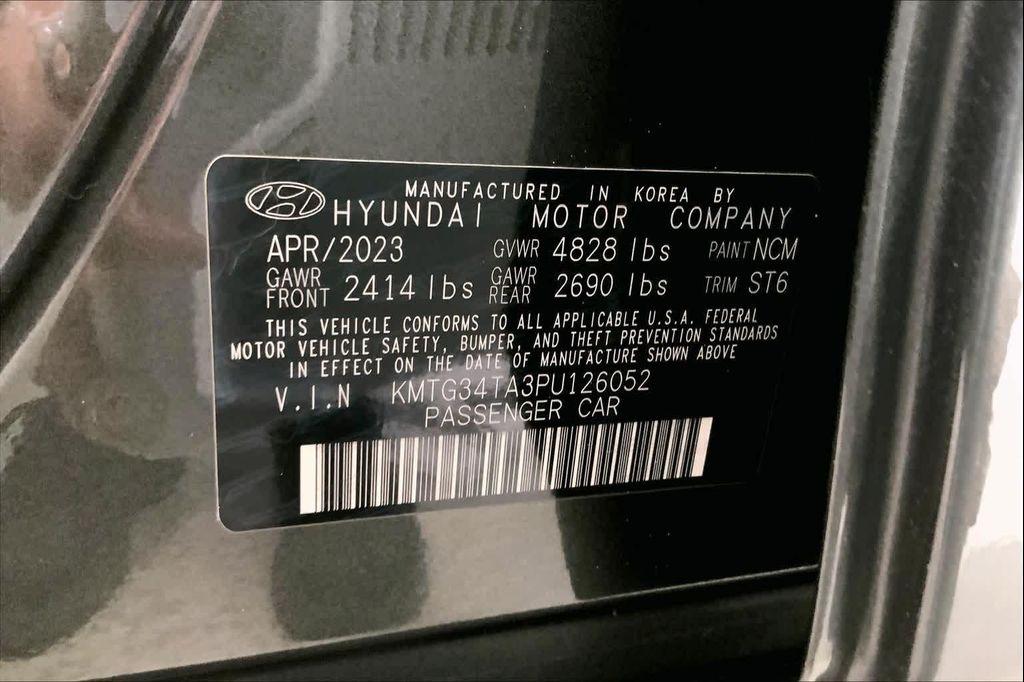 MANUFACTURED IN KOREA BY
HYUNDAI MOTOR COMPANY
APR/2023 GVWR 4828 lbs PAINT NCM
GAWR FRONT 2414 lbs GAWR REAR 2690 lbs TRIM ST6
THIS VEHICLE CONFORMS TO ALL APPLICABLE U.S.A. FEDERAL
MOTOR VEHICLE SAFETY, BUMPER, AND THEFT PREVENTION STANDARDS
IN EFFECT ON THE DATE OF MANUFACTURE SHOWN ABOVE
V.I.N KMTG34TA3PU126052
PASSENGER CAR